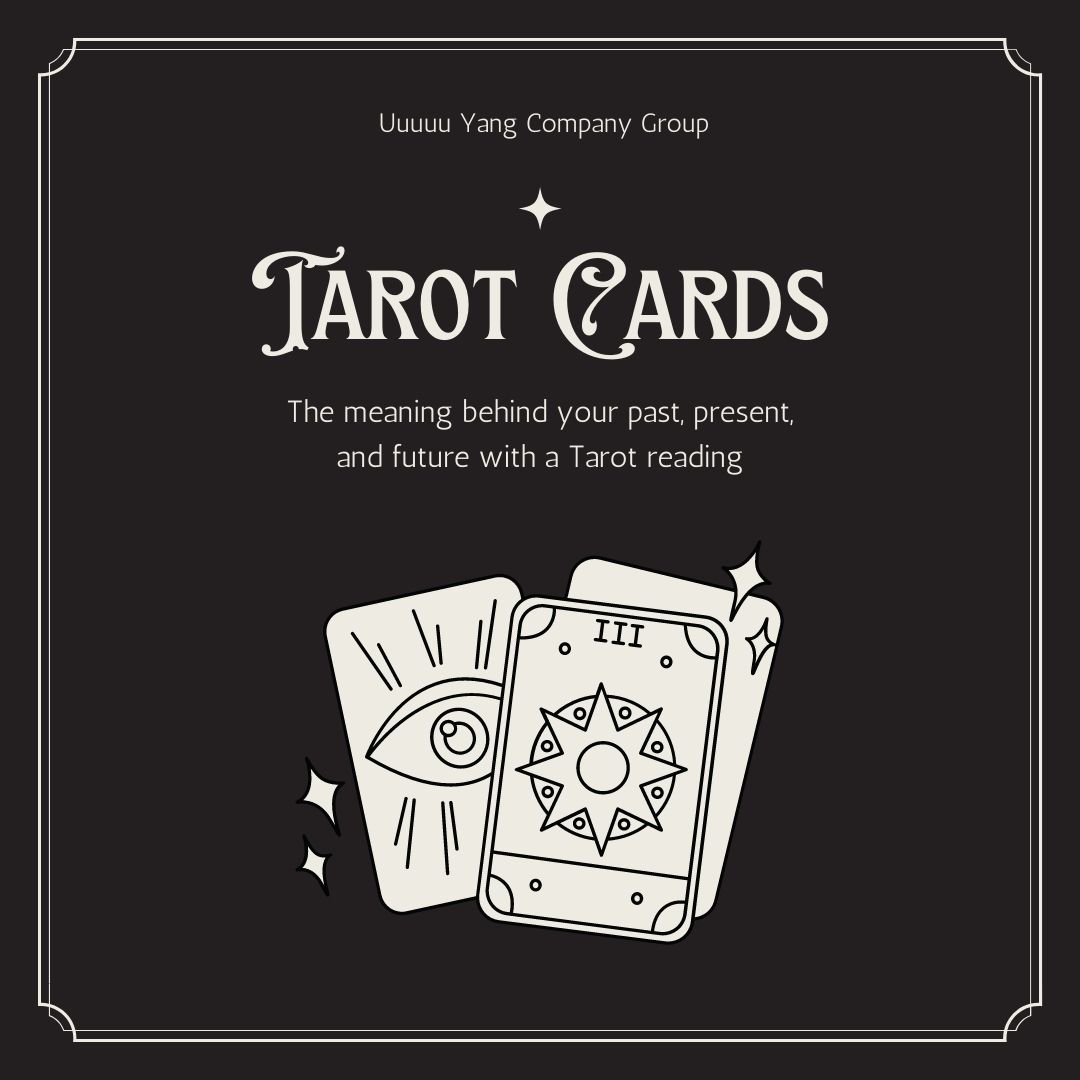 Uuuuu Yang Company Group
Tarot Cards
The meaning behind your past, present,
and future with a Tarot reading
III